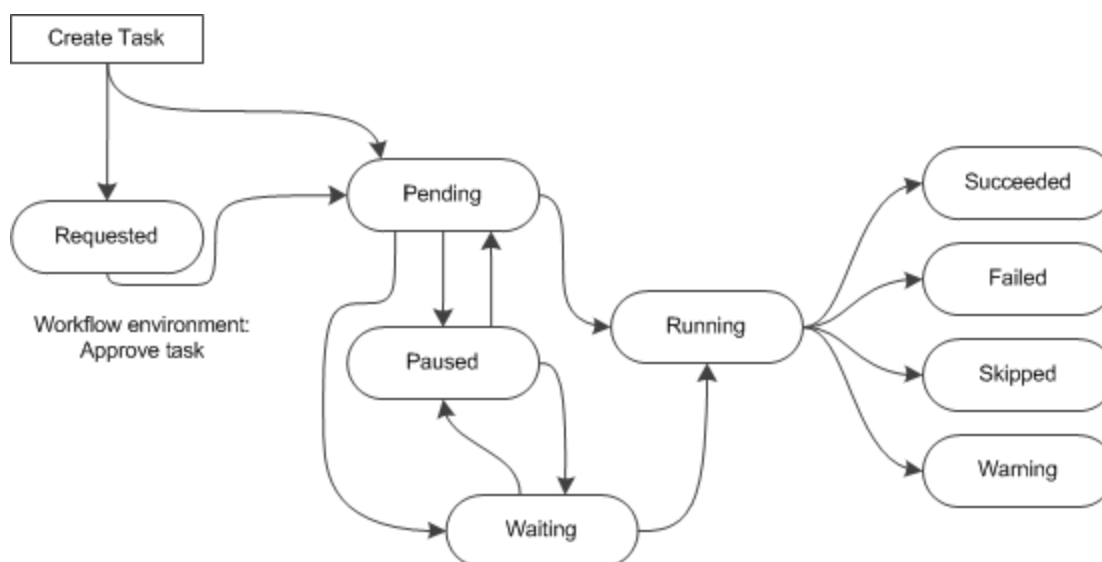 Create Task
Requested
Workflow environment:
Approve task
Pending
Paused
Waiting
Running
Succeeded
Failed
Skipped
Warning